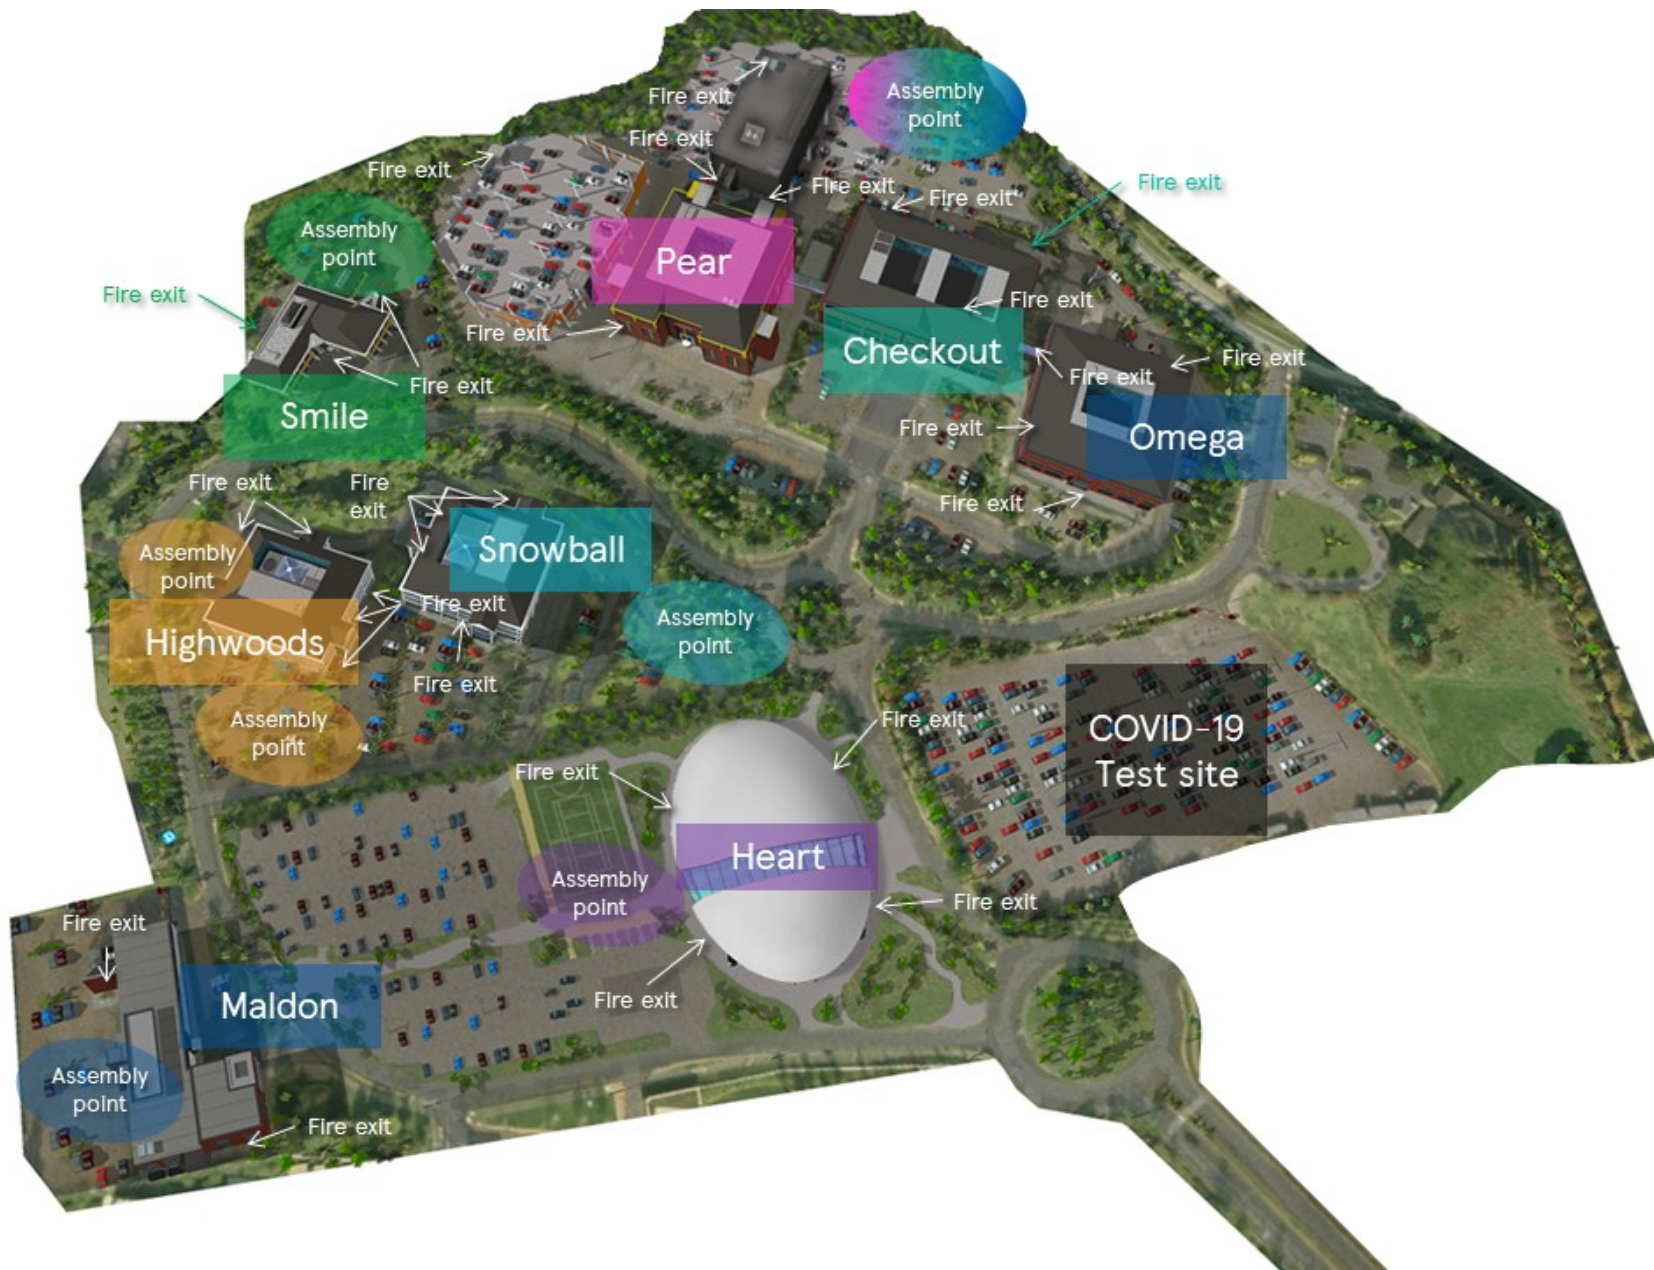 Assembly
point
Fire exit
Fire exit
Fire exit
Fire exit
Fire exit
Fire exit
Assembly
point
Pear
Fire exit
Fire exit
Fire exit
Checkout
Fire exit
Fire exit
Fire exit
Smile
Fire exit
Omega
Fire exit
Fire exit
Fire
exit
Snowball
Assembly
point
Highwoods
Fire exit
Assembly
point
Fire exit
Assembly
point
Fire exit
COVID-19
Test site
Fire exit
Heart
Assembly
point
Fire exit
Fire exit
Fire exit
Maldon
Assembly
point
Fire exit